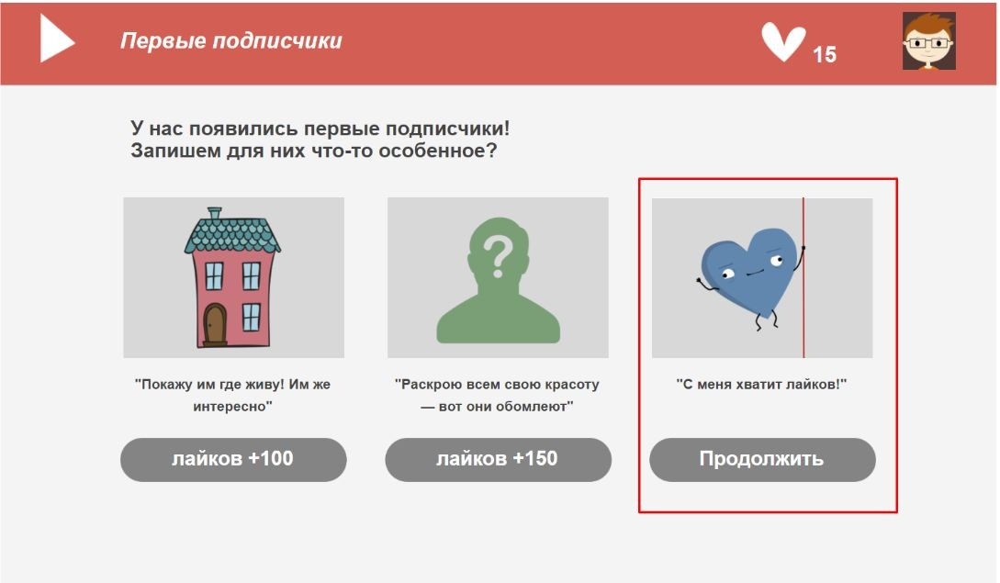 Первые подписчики
15
У нас появились первые подписчики!
Запишем для них что-то особенное?
?
"Покажу им где живу! Им же
интересно"
"Раскрою всем свою красоту
— вот они обомлеют"
"С меня хватит лайков!"
лайков +100
лайков +150
Продолжить